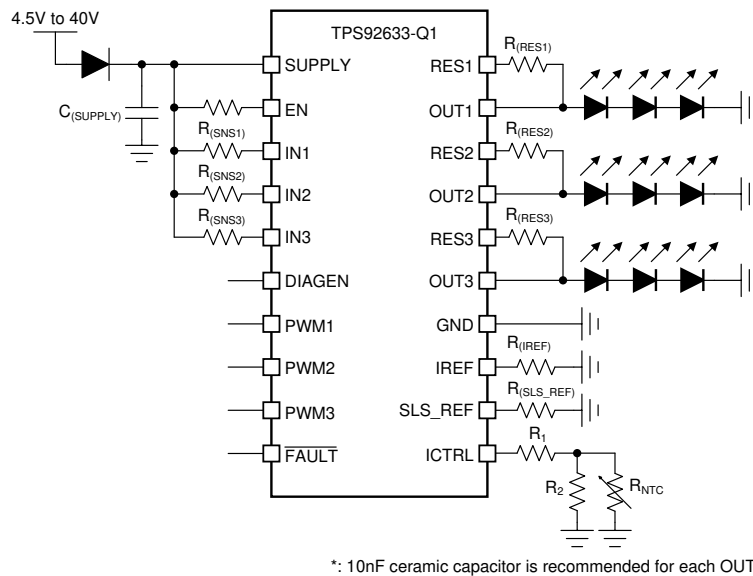 4.5V to 40V
TPS92633-Q1
C(SUPPLY)
R(SNS1)
R(SNS2)
R(SNS3)
SUPPLY
EN
IN1
IN2
IN3
DIAGEN
PWM1
PWM2
PWM3
FAULT
RES1
OUT1
RES2
OUT2
RES3
OUT3
GND
IREF
SLS_REF
ICTRL
R(RES1)
R(RES2)
R(RES3)
R(IREF)
R(SLS_REF)
R1
R2
RNTC
*: 10nF ceramic capacitor is recommended for each OUT